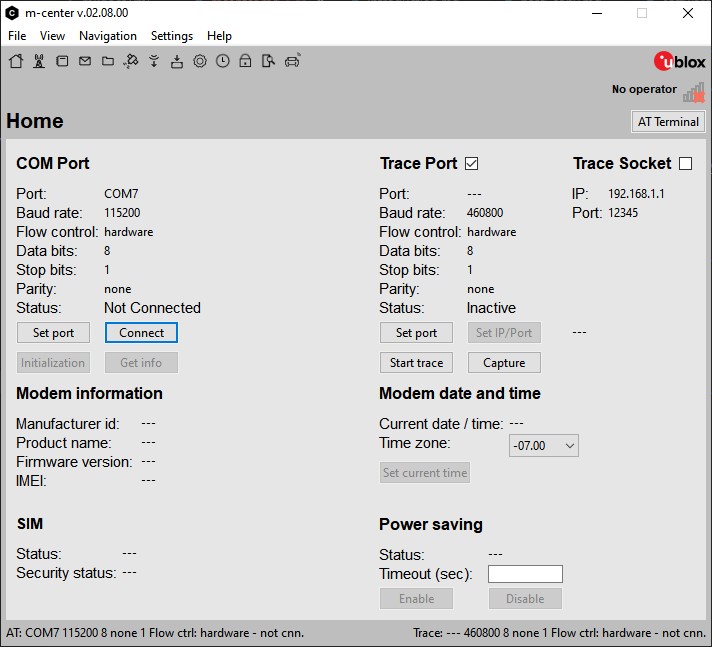 m-center v.02.08.00
File View Navigation Settings Help
ublox
No operator
Home
AT Terminal
COM Port
Port: COM7
Baud rate: 115200
Flow control: hardware
Data bits: 8
Stop bits: 1
Parity: none
Status: Not Connected
Set port Connect
Initialization Get info
Trace Port
Port: ---
Baud rate: 460800
Flow control: hardware
Data bits: 8
Stop bits: 1
Parity: none
Status: Inactive
Set port Set IP/Port ---
Start trace Capture
Trace Socket
IP: 192.168.1.1
Port: 12345
Modem information
Manufacturer id: ---
Product name: ---
Firmware version: ---
IMEI: ---
Modem date and time
Current date / time: ---
Time zone: -07.00
Set current time
SIM
Status: ---
Security status: ---
Power saving
Status: ---
Timeout (sec):
Enable Disable
AT: COM7 115200 8 none 1 Flow ctrl: hardware - not cnn.
Trace: --- 460800 8 none 1 Flow ctrl: hardware - not cnn.